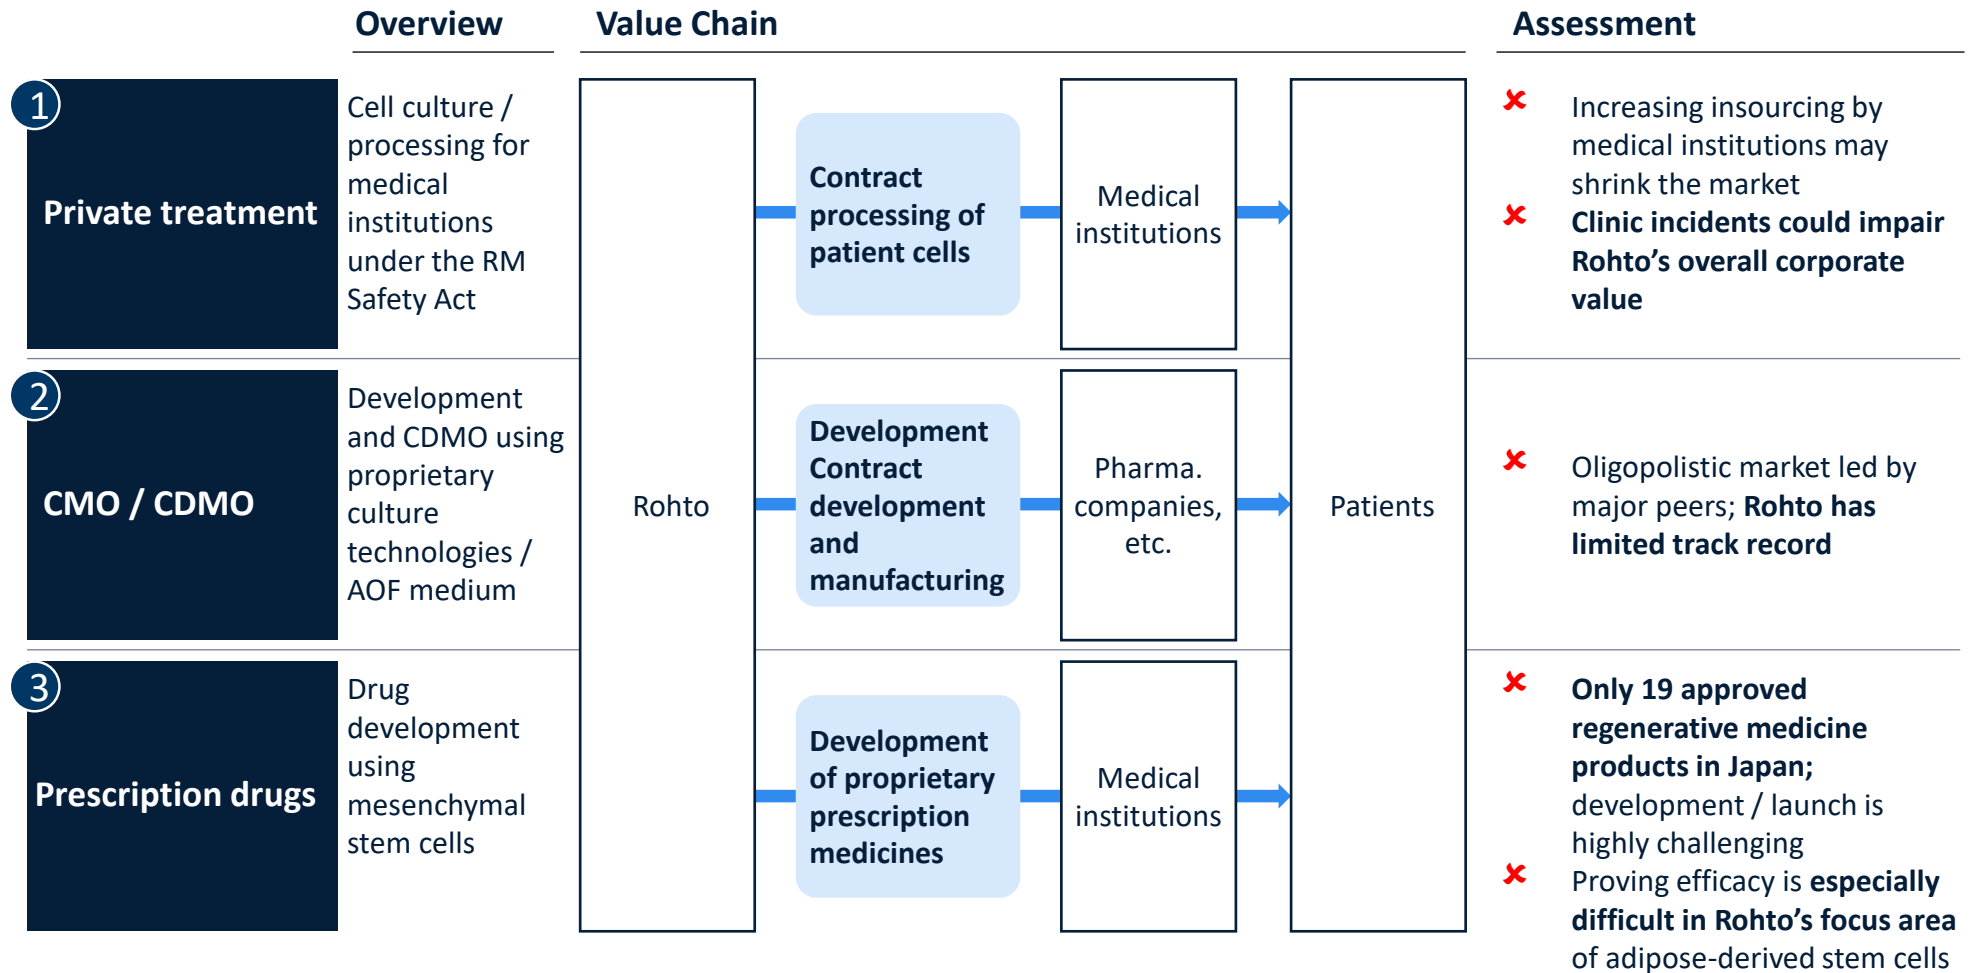 Overview
Value Chain
Assessment
1
Private treatment
Cell culture /
processing for
medical
institutions
under the RM
Safety Act
Contract
processing of
patient cells
Medical
institutions
Increasing insourcing by
medical institutions may
shrink the market
Clinic incidents could impair
Rohto’s overall corporate
value
2
CMO / CDMO
Development
and CDMO using
proprietary
culture
technologies /
AOF medium
Rohto
Development
Contract
development
and
manufacturing
Pharma.
companies,
etc.
Patients
Oligopolistic market led by
major peers; Rohto has
limited track record
3
Prescription drugs
Drug
development
using
mesenchymal
stem cells
Development
of proprietary
prescription
medicines
Medical
institutions
Only 19 approved
regenerative medicine
products in Japan;
development / launch is
highly challenging
Proving efficacy is especially
difficult in Rohto’s focus area
of adipose-derived stem cells